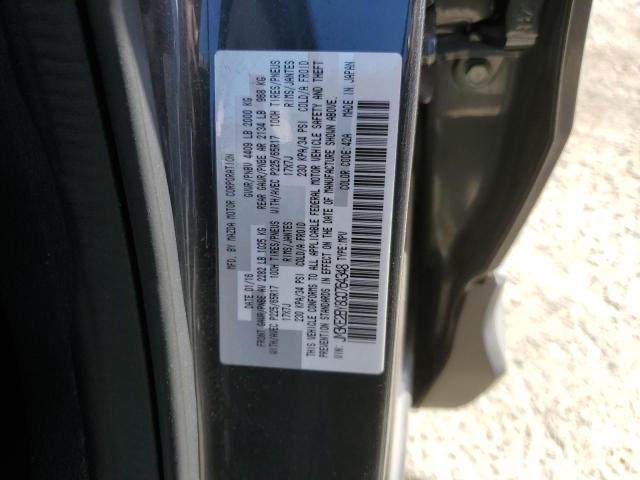 MFD. BY MAZDA MOTOR CORPORATION
DATE: 01/16 GVWR/PNBV 4409 LB 2000 KG
FRONT GAWR/PNBE AV 2282 LB 1035 KG REAR GAWR/PNBE AR 2134 LB 968 KG
WITH/AVEC P225/65R17 100H TIRES/PNEUS WITH/AVEC P225/65R17 100H TIRES/PNEUS
17X7J RIMS/JANTES 17X7J RIMS/JANTES
230 KPA/34 PSI COLD/A FROID 230 KPA/34 PSI COLD/A FROID
THIS VEHICLE CONFORMS TO ALL APPLICABLE FEDERAL MOTOR VEHICLE SAFETY AND THEFT
PREVENTION STANDARDS IN EFFECT ON THE DATE OF MANUFACTURE SHOWN ABOVE.
MADE IN JAPAN
VIN: JM3KE2BY8G0764348 TYPE:MPV COLOR CODE:42A